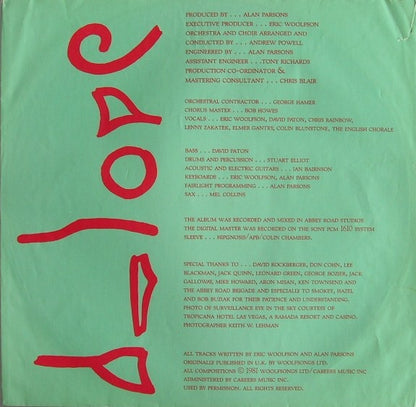 PRODUCED BY . . . ALAN PARSONS
EXECUTIVE PRODUCER . . . ERIC WOOLFSON
ORCHESTRA AND CHOIR ARRANGED AND
CONDUCTED BY . . . ANDREW POWELL
ENGINEERED BY . . . ALAN PARSONS
ASSISTANT ENGINEER . . . TONY RICHARDS
PRODUCTION CO-ORDINATOR &
MASTERING CONSULTANT . . . CHRIS BLAIR
ORCHESTRAL CONTRACTOR . . . GEORGE HAMER
CHORUS MASTER . . . BOB HOWES
VOCALS . . . ERIC WOOLFSON, DAVID PATON, CHRIS RAINBOW,
LENNY ZAKATEK, ELMER GANTRY, COLIN BLUNSTONE, THE ENGLISH CHORALE
BASS . . . DAVID PATON
DRUMS AND PERCUSSION . . . STUART ELLIOT
ACOUSTIC AND ELECTRIC GUITARS . . . IAN BAIRNSON
KEYBOARDS . . . ERIC WOOLFSON, ALAN PARSONS
FAIRLIGHT PROGRAMMING . . . ALAN PARSONS
SAX . . . MEL COLLINS
THE ALBUM WAS RECORDED AND MIXED IN ABBEY ROAD STUDIOS
THE DIGITAL MASTER WAS RECORDED ON THE SONY PCM 1610 SYSTEM
SLEEVE . . . HIPGNOSIS/APB/COLIN CHAMBERS.
SPECIAL THANKS TO . . . DAVID ROCKBERGER, DON COHN, LEE
BLACKMAN, JACK QUINN, LEONARD GREEN, GEORGE BOZIER, JACK
GALLOWAY, MIKE HOWARD, ARON MISAN, KEN TOWNSEND AND
THE ABBEY ROAD BRIGADE AND ESPECIALLY TO SMOKEY, HAZEL
AND BOB BUZIAK FOR THEIR PATIENCE AND UNDERSTANDING.
PHOTO OF SURVEILLANCE EYE IN THE SKY COURTESY OF
TROPICANA HOTEL LAS VEGAS, A RAMADA RESORT AND CASINO.
PHOTOGRAPHER KEITH W. LEHMAN
ALL TRACKS WRITTEN BY ERIC WOOLFSON AND ALAN PARSONS
ORIGINALLY PUBLISHED IN U.K. BY WOOLFSONGS LTD.
ALL COMPOSITIONS © 1981 WOOLFSONGS LTD/CAREERS MUSIC INC
ADMINISTERED BY CAREERS MUSIC INC.
USED BY PERMISSION. ALL RIGHTS RESERVED.